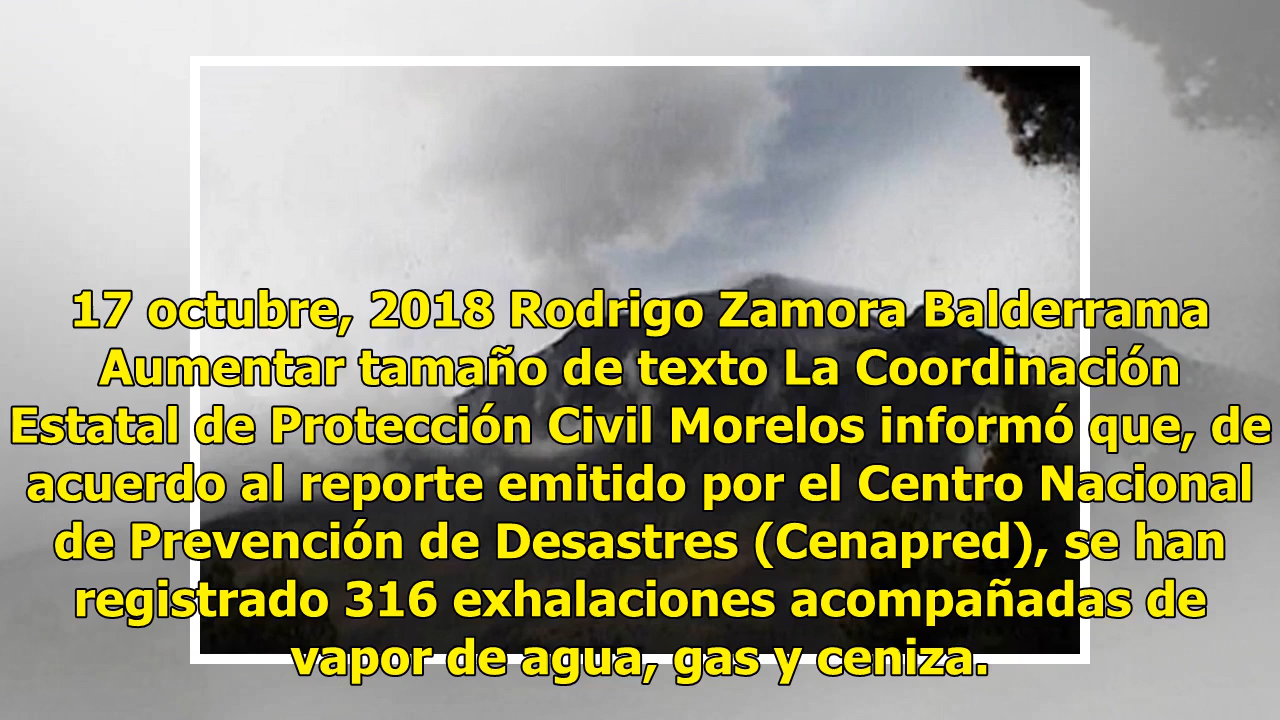 17 octubre, 2018 Rodrigo Zamora Balderrama
Aumentar tamaño de texto La Coordinación
Estatal de Protección Civil Morelos informó que, de
acuerdo al reporte emitido por el Centro Nacional
de Prevención de Desastres (Cenapred), se han
registrado 316 exhalaciones acompañadas de
vapor de agua, gas y ceniza.